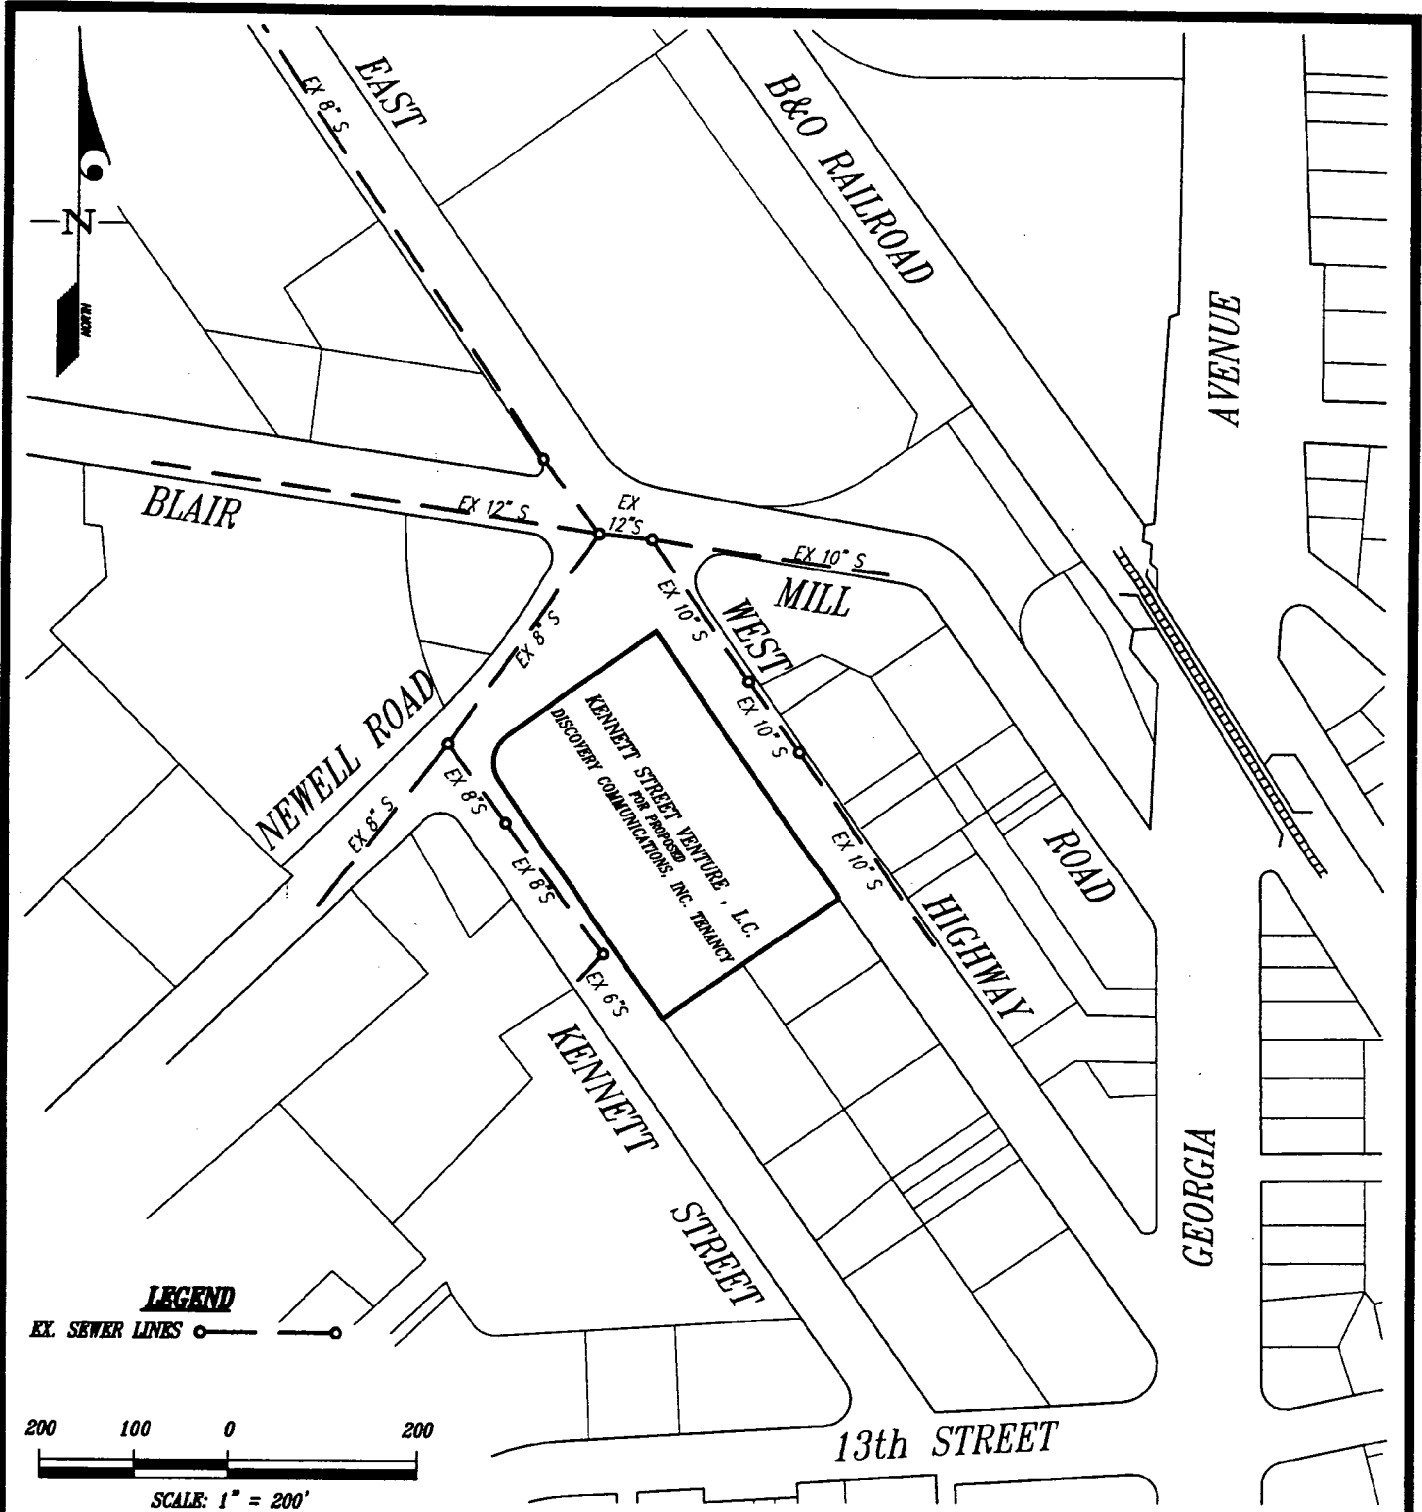 EX 8" S
EAST
B&O RAILROAD
N
NORTH
AVENUE
BLAIR
EX 12" S
EX
12"S
EX 10" S
MILL
EX 10" S
WEST
EX 8" S
NEWELL ROAD
KENNETT STREET VENTURE , L.C.
FOR PROPOSED
DISCOVERY COMMUNICATIONS, INC. TENANCY
EX 10" S
EX 8"S
EX 8" S
EX 10" S
ROAD
EX 8"S
HIGHWAY
EX 6"S
KENNETT
STREET
GEORGIA
LEGEND
EX. SEWER LINES
200 100 0 200
SCALE: 1" = 200'
13th STREET